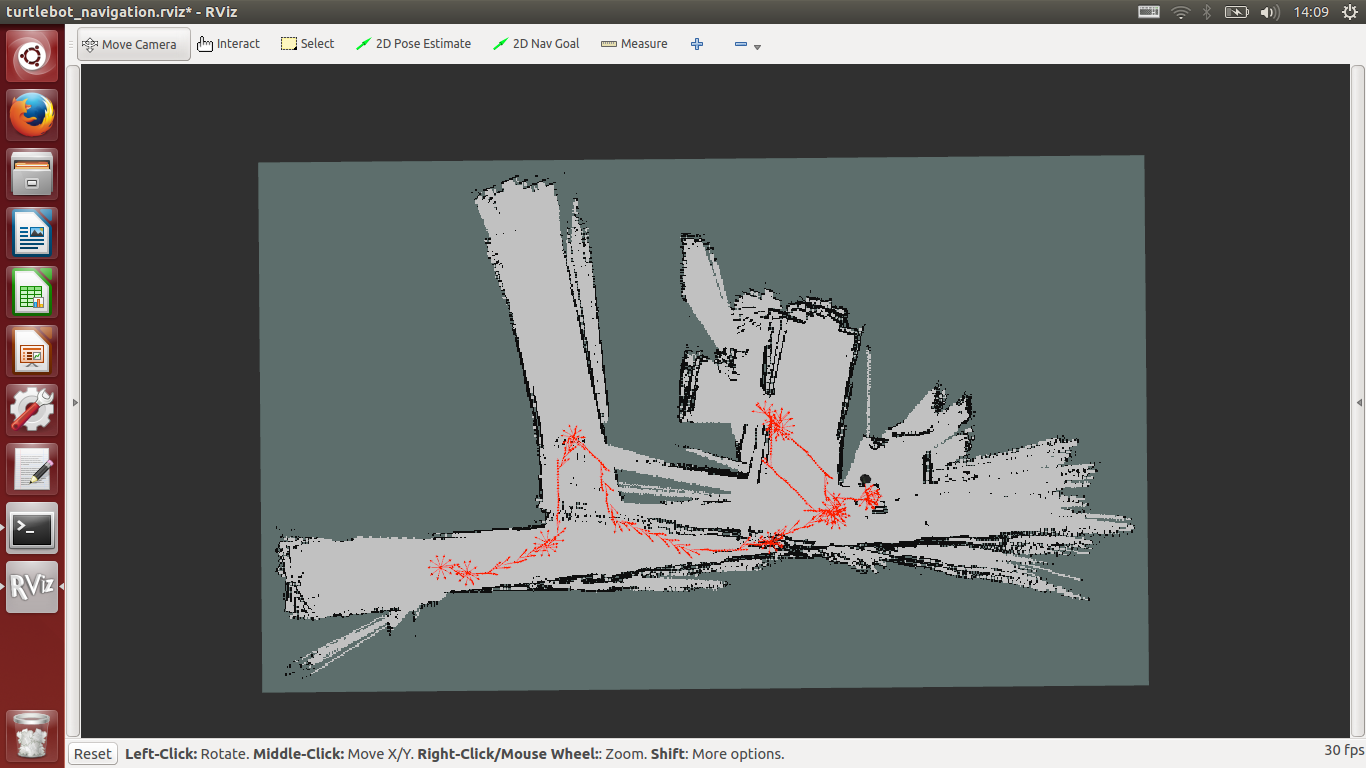 turtlebot_navigation.rviz* - RViz
14:09
Move Camera
Interact
Select
2D Pose Estimate
2D Nav Goal
Measure
>_
RViz
Reset
Left-Click: Rotate. Middle-Click: Move X/Y. Right-Click/Mouse Wheel:: Zoom. Shift: More options.
30 fps